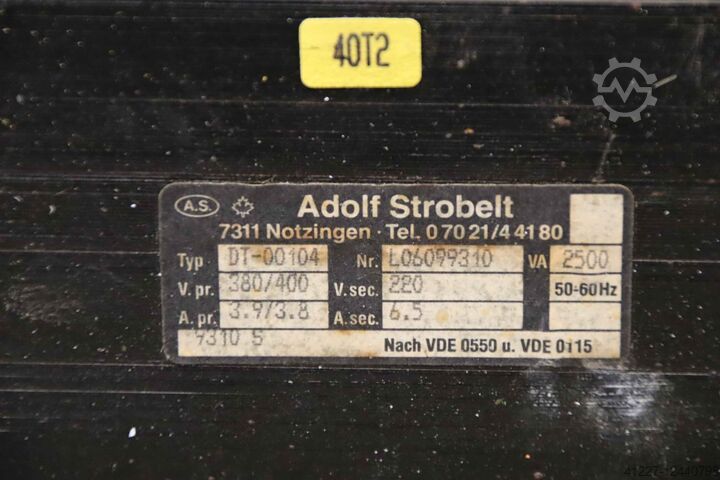 40T2
A.S. Adolf Strobelt
7311 Notzingen · Tel. 0 70 21/4 41 80
Typ DT-00104 Nr. L06099310 VA 2500
V. pr. 380/400 V. sec. 220 50-60Hz
A. pr. 3.9/3.8 A. sec. 6.5
9310 S Nach VDE 0550 u. VDE 0115